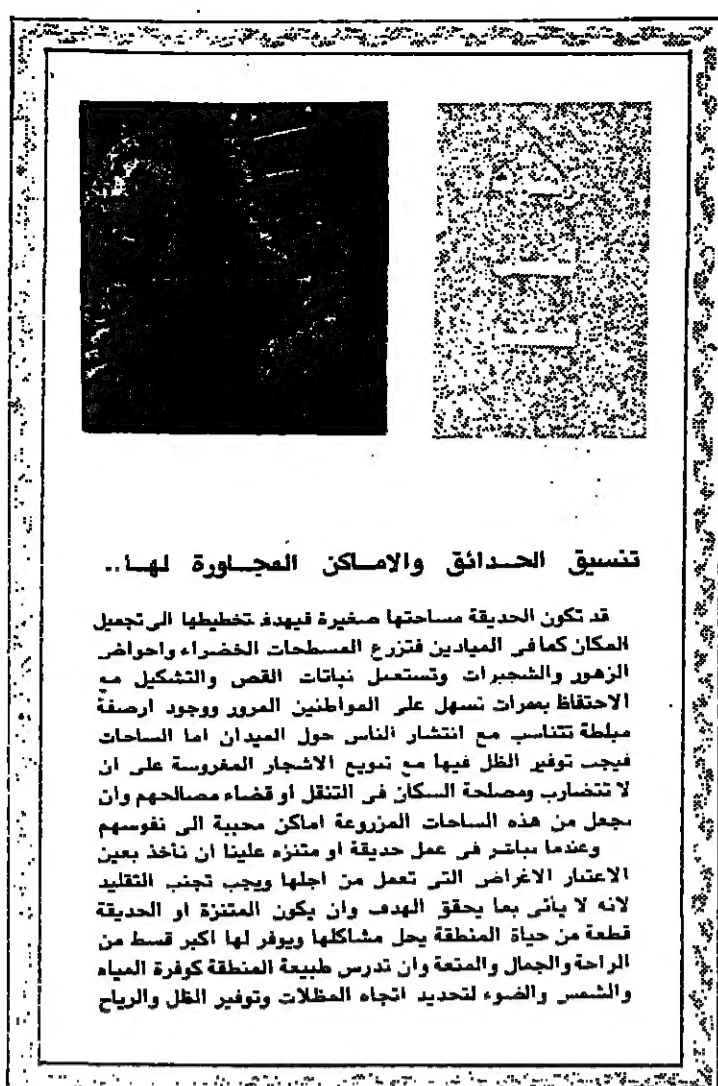 تنسيق الحدائق والاماكن المجاورة لها..
قد تكون الحديقة مساحتها صغيرة فيهدف تخطيطها الى تجميل
المكان كما فى الميادين فتزرع المسطحات الخضراء واحواض
الزهور والشجيرات وتستعمل نباتات القص والتشكيل مع
الاحتفاظ بممرات تسهل على المواطنين المرور ووجود ارصفة
مبلطة تتناسب مع انتشار الناس حول الميدان اما الساحات
فيجب توفير الظل فيها مع تنويع الاشجار المغروسة على ان
لا تتضارب ومصلحة السكان فى التنقل او قضاء مصالحهم وان
نجعل من هذه الساحات المزروعة اماكن محببة الى نفوسهم
وعندما نباشر فى عمل حديقة او متنزه علينا ان نأخذ بعين
الاعتبار الاغراض التى تعمل من اجلها ويجب تجنب التقليد
لانه لا يأتى بما يحقق الهدف وان يكون المتنزة او الحديقة
قطعة من حياة المنطقة يحل مشاكلها ويوفر لها اكبر قسط من
الراحة والجمال والمتعة وان تدرس طبيعة المنطقة كوفرة المياه
والشمس والضوء لتحديد اتجاه المظلات وتوفير الظل والرياح